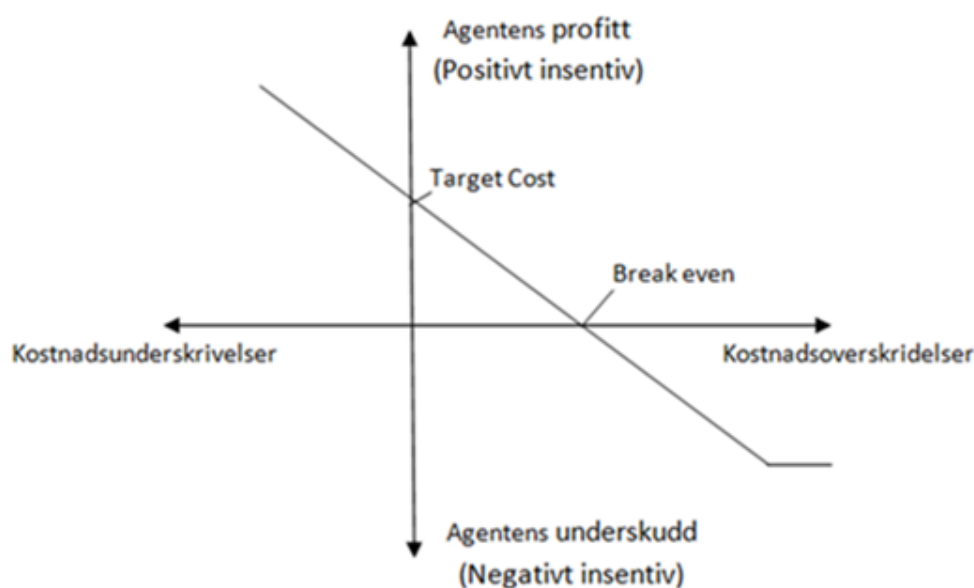 Agentens profitt
(Positivt insentiv)
Target Cost
Break even
Kostnadsunderskrivelser
Kostnadsoverskridelser
Agentens underskudd
(Negativt insentiv)